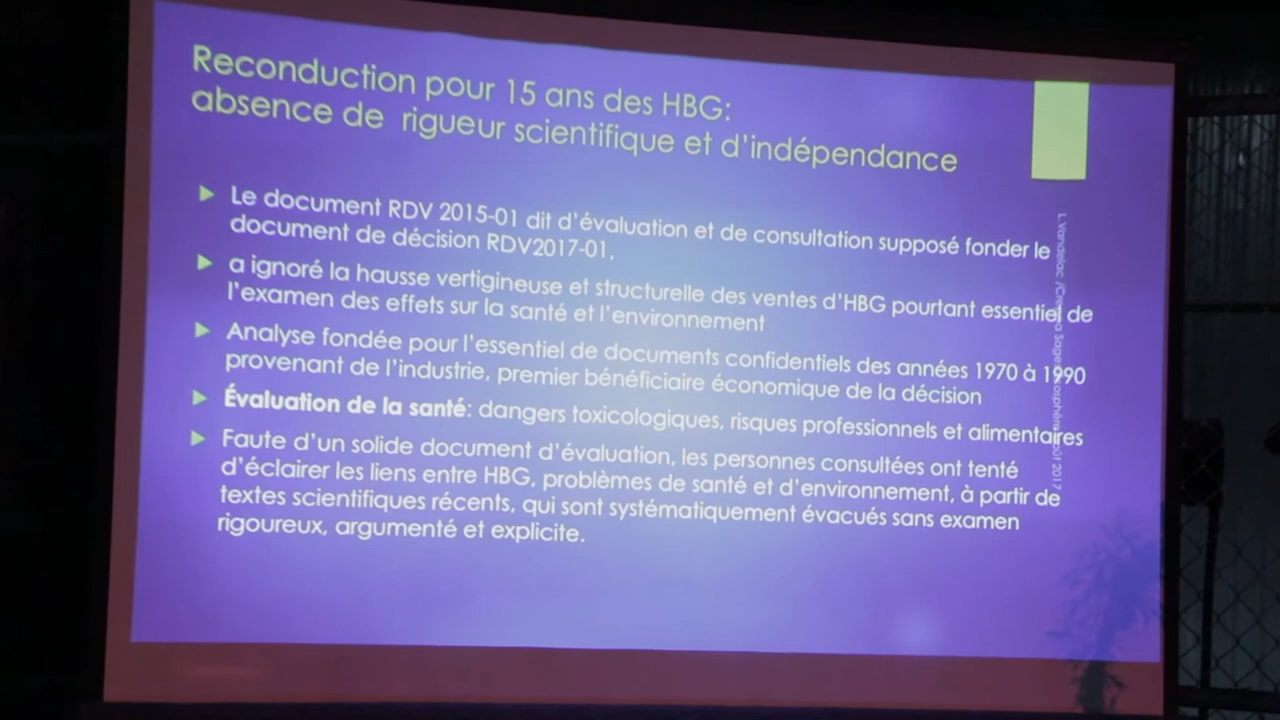 Reconduction pour 15 ans des HBG:
absence de rigueur scientifique et d'indépendance
Le document RDV 2015-01 dit d'évaluation et de consultation supposé fonder le
document de décision RDV2017-01,
a ignoré la hausse vertigineuse et structurelle des ventes d'HBG pourtant essentiel de
l'examen des effets sur la santé et l'environnement
Analyse fondée pour l'essentiel de documents confidentiels des années 1970 à 1990
provenant de l'industrie, premier bénéficiaire économique de la décision
Évaluation de la santé: dangers toxicologiques, risques professionnels et alimentaires
Faute d'un solide document d'évaluation, les personnes consultées ont tenté
d'éclairer les liens entre HBG, problèmes de santé et d'environnement, à partir de
textes scientifiques récents, qui sont systématiquement évacués sans examen
rigoureux, argumenté et explicite.
L.Vandelac 2017